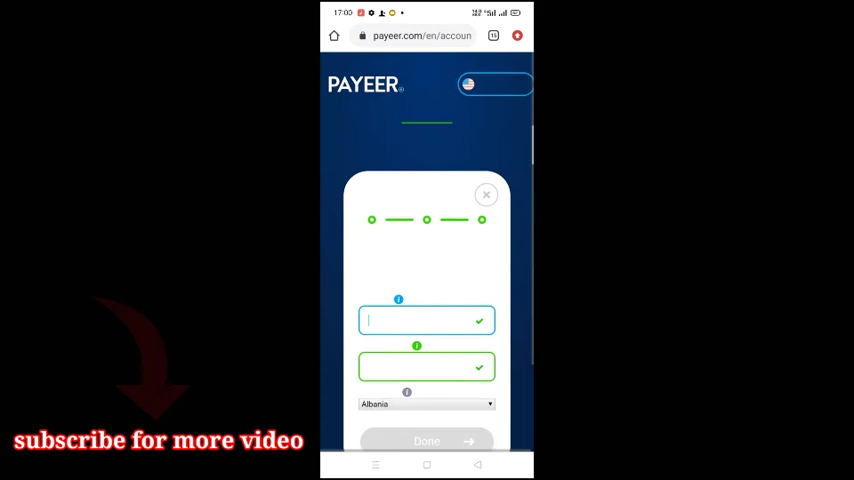 17:00
payeer.com/en/accoun
15
PAYEER
Albania
Done
subscribe for more video